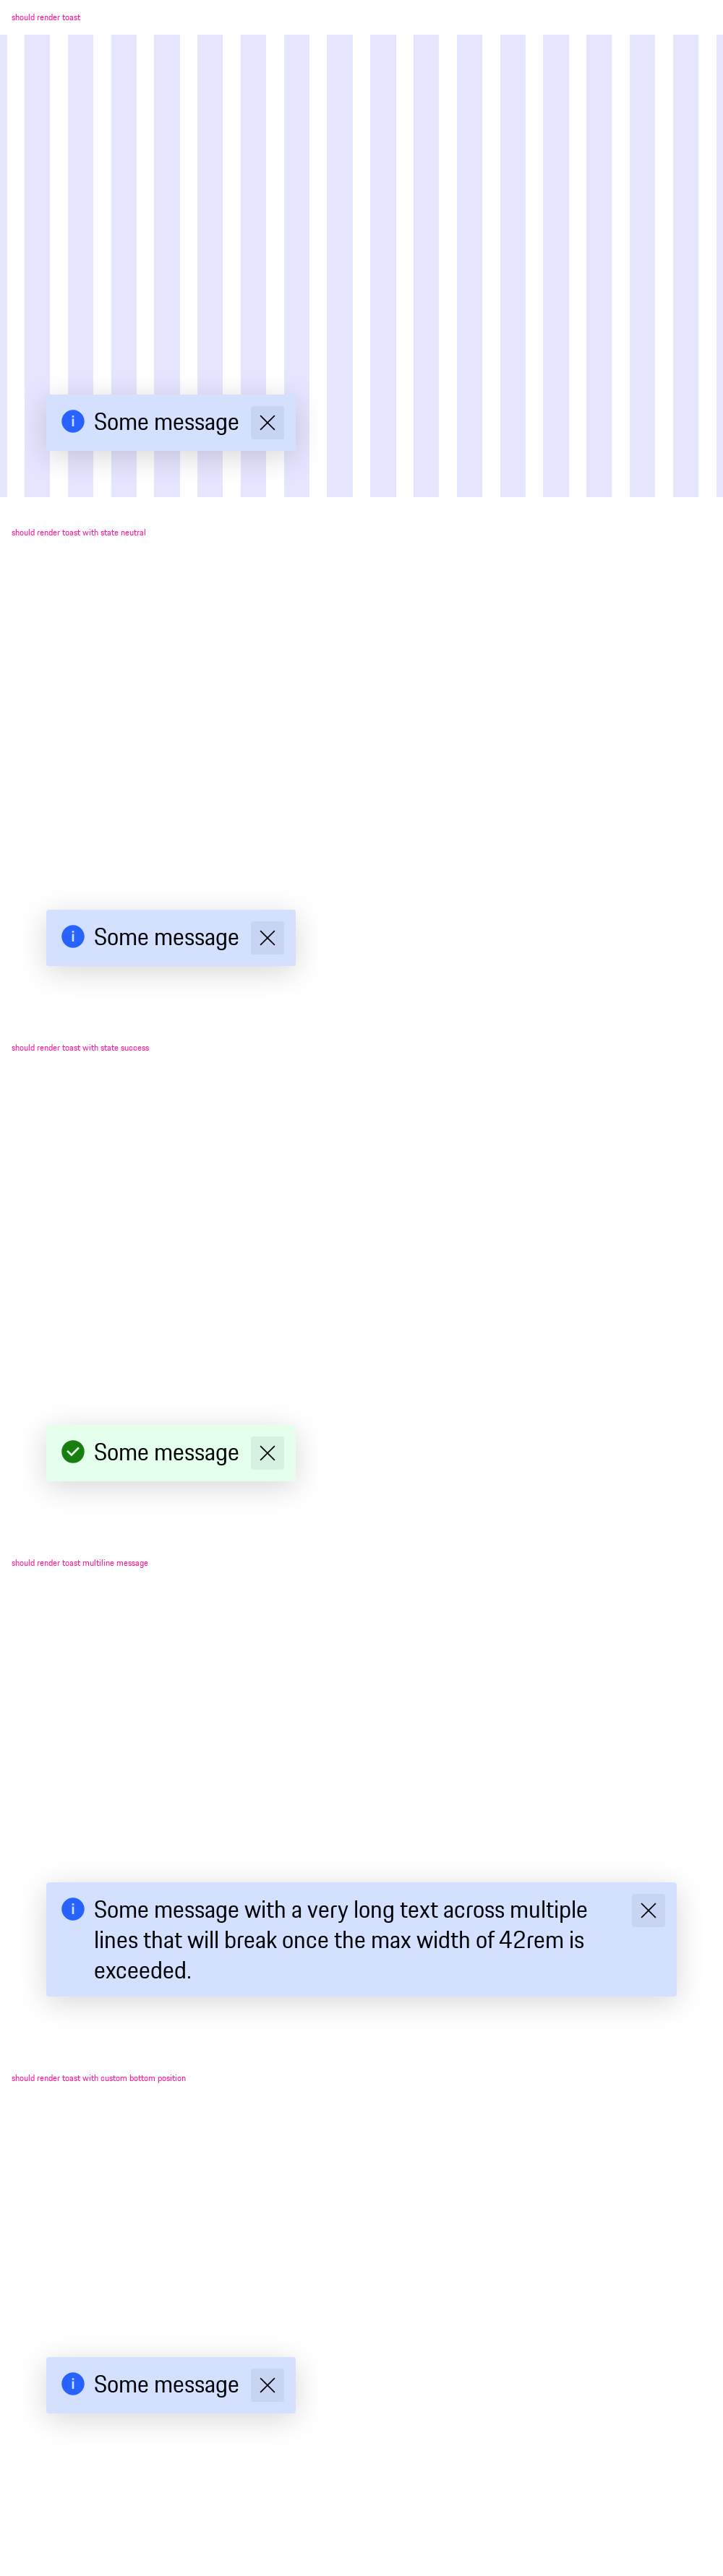 should render toast
Some message
should render toast with state neutral
Some message
should render toast with state success
Some message
should render toast multiline message
Some message with a very long text across multiple
lines that will break once the max width of 42rem is
exceeded.
should render toast with custom bottom position
Some message